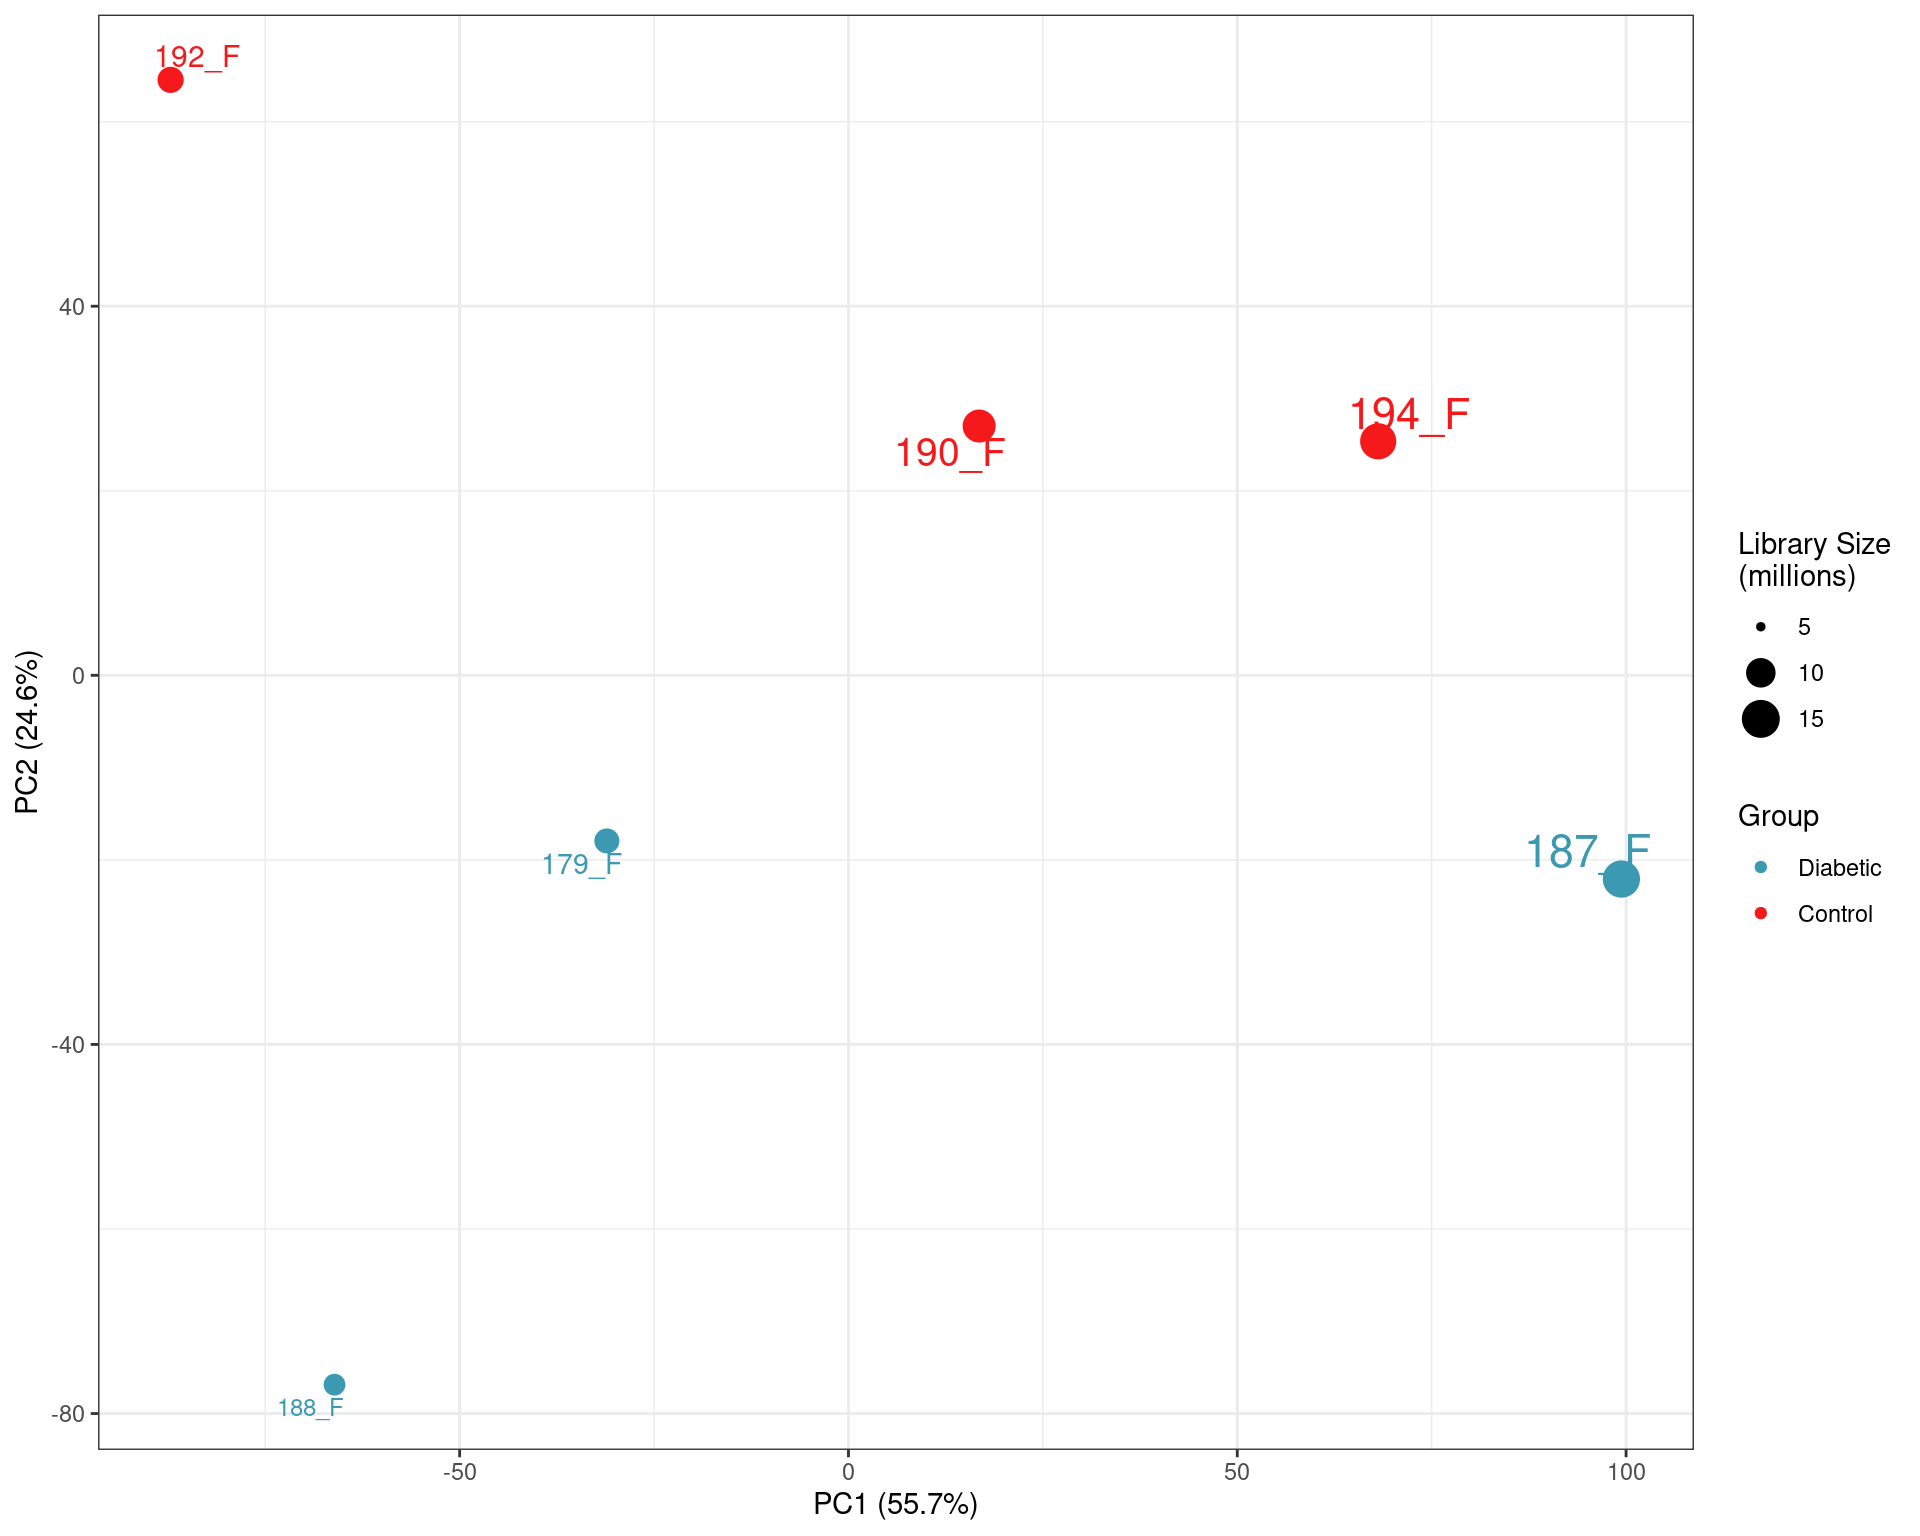 192_F
40
194_F
190_F
Library Size
(millions)
5
10
15
0
PC2 (24.6%)
Group
Diabetic
Control
179_F
187_F
-40
188_F
-80
-50
0
50
100
PC1 (55.7%)